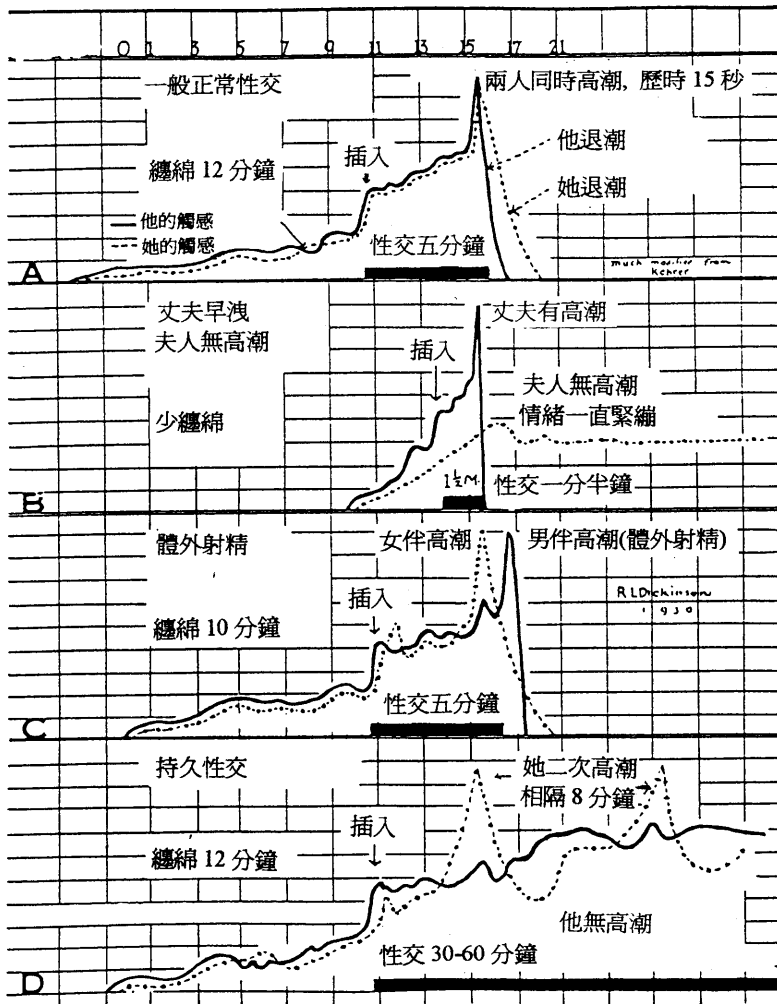 0 1 3 5 7 9 11 13 15 17 21
一般正常性交
兩人同時高潮, 歷時 15 秒
插入
他退潮
纏綿 12 分鐘
她退潮
他的觸感
她的觸感
性交五分鐘
much modified from
Kehrer
A
丈夫早洩
夫人無高潮
丈夫有高潮
插入
夫人無高潮
情緒一直緊繃
少纏綿
1½ M.
性交一分半鐘
B
體外射精
女伴高潮
男伴高潮(體外射精)
插入
RLDickinson
1930
纏綿 10 分鐘
性交五分鐘
C
持久性交
她二次高潮
相隔 8 分鐘
插入
纏綿 12 分鐘
他無高潮
性交 30-60 分鐘
D